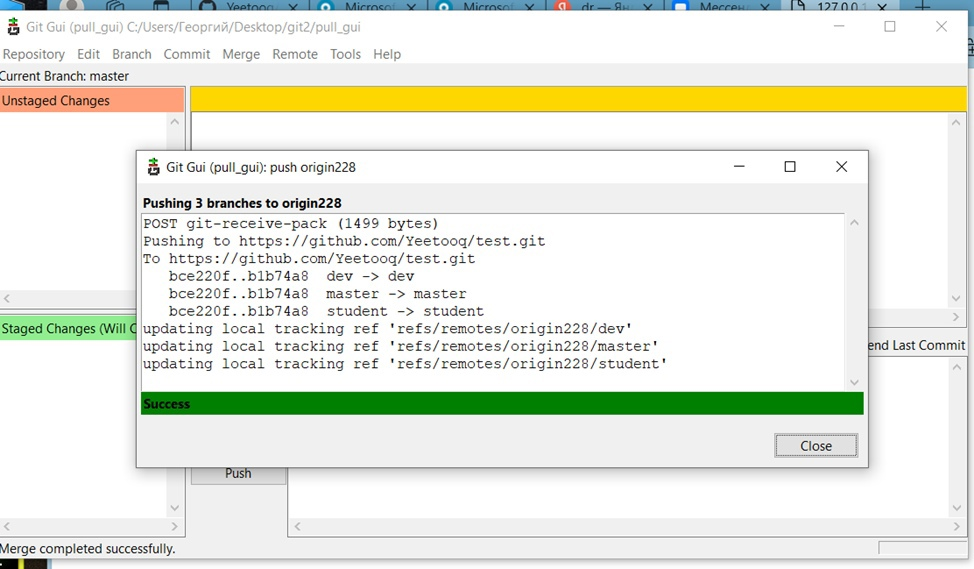 Yeetooq
Microsof
Microsof
dr — Ян
Мессен
127.0.0.1
Git Gui (pull_gui) C:/Users/Георгий/Desktop/git2/pull_gui
Repository Edit Branch Commit Merge Remote Tools Help
Current Branch: master
Unstaged Changes
Git Gui (pull_gui): push origin228
Pushing 3 branches to origin228
POST git-receive-pack (1499 bytes)
Pushing to https://github.com/Yeetooq/test.git
To https://github.com/Yeetooq/test.git
bce220f..b1b74a8 dev -> dev
bce220f..b1b74a8 master -> master
bce220f..b1b74a8 student -> student
updating local tracking ref 'refs/remotes/origin228/dev'
updating local tracking ref 'refs/remotes/origin228/master'
updating local tracking ref 'refs/remotes/origin228/student'
Success
Close
Staged Changes (Will C
end Last Commit
Push
Merge completed successfully.